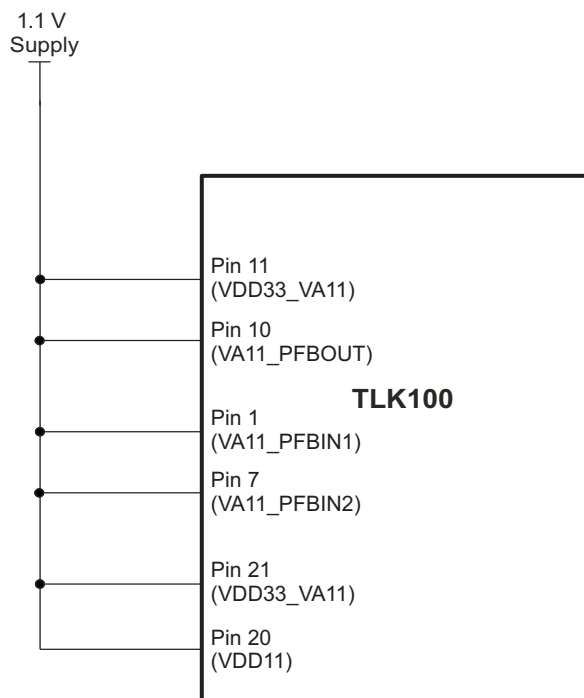 1.1 V
Supply
Pin 11
(VDD33_VA11)
Pin 10
(VA11_PFBOUT)
TLK100
Pin 1
(VA11_PFBIN1)
Pin 7
(VA11_PFBIN2)
Pin 21
(VDD33_VA11)
Pin 20
(VDD11)